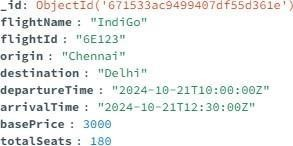 _id: ObjectId('671533ac9499407df55d361e')
flightName : "IndiGo"
flightId : "6E123"
origin : "Chennai"
destination : "Delhi"
departureTime : "2024-10-21T10:00:00Z"
arrivalTime : "2024-10-21T12:30:00Z"
basePrice : 3000
totalSeats : 180